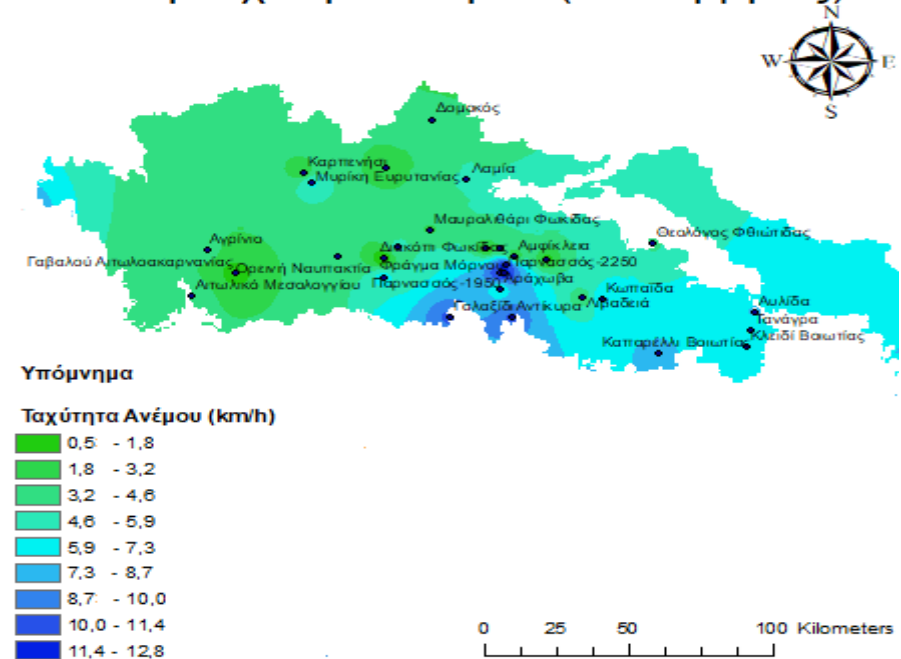 N
W E
S
Δομοκός
Καρπενήσι
Μυρίκη Ευρυτανίας
Λαμία
Μαυρολιθάρι Φωκίδας
Θεολόγος Φθιώτιδας
Αγρίνιο
Διακόπι Φωκίδας
Αμφίκλεια
Γαβαλού Αιτωλοακαρνανίας
Ορεινή Ναυπακτία
Φράγμα Μόρνου
Παρνασσός-2250
Αιτωλικό Μεσολογγίου
Παρνασσός-1950
Αράχωβα
Κωπαΐδα
Γαλαξίδι
Αντίκυρα
Λιβαδειά
Αυλίδα
Τανάγρα
Καπαρέλλι Βοιωτίας
Κλειδί Βοιωτίας
Υπόμνημα
Ταχύτητα Ανέμου (km/h)
0,5 - 1,8
1,8 - 3,2
3,2 - 4,6
4,6 - 5,9
5,9 - 7,3
7,3 - 8,7
8,7 - 10,0
10,0 - 11,4
11,4 - 12,8
0 25 50 100 Kilometers